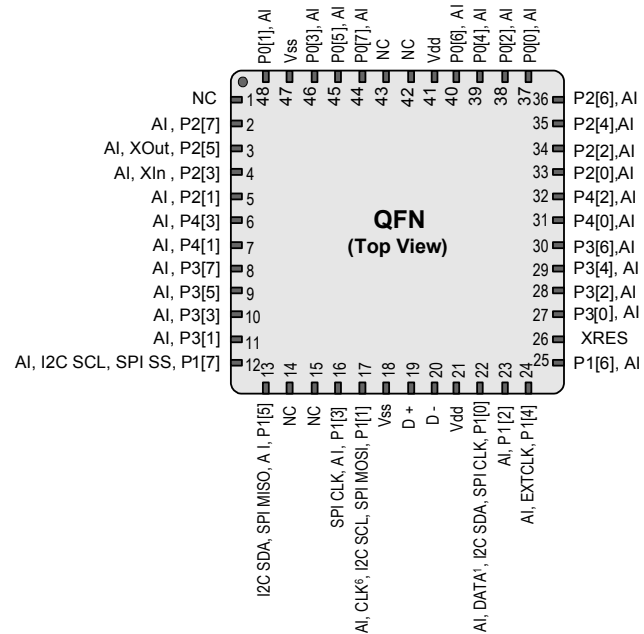 P0[1], AI
Vss
P0[3], AI
P0[5], AI
P0[7], AI
NC
NC
Vdd
P0[6], AI
P0[4], AI
P0[2], AI
P0[0], AI
48
47
46
45
44
43
42
41
40
39
38
37
NC 1
AI, P2[7] 2
AI, XOut, P2[5] 3
AI, XIn , P2[3] 4
AI, P2[1] 5
AI, P4[3] 6
AI, P4[1] 7
AI, P3[7] 8
AI, P3[5] 9
AI, P3[3] 10
AI, P3[1] 11
AI, I2C SCL, SPI SS, P1[7] 12
QFN
(Top View)
36 P2[6], AI
35 P2[4],AI
34 P2[2],AI
33 P2[0],AI
32 P4[2],AI
31 P4[0],AI
30 P3[6],AI
29 P3[4], AI
28 P3[2],AI
27 P3[0], AI
26 XRES
25 P1[6], AI
13
14
15
16
17
18
19
20
21
22
23
24
I2C SDA, SPI MISO, A I, P1[5]
NC
NC
SPI CLK, A I, P1[3]
AI, CLK⁶, I2C SCL, SPI MOSI, P1[1]
Vss
D +
D -
Vdd
AI, DATA¹, I2C SDA, SPI CLK, P1[0]
AI, P1[2]
AI, EXTCLK, P1[4]